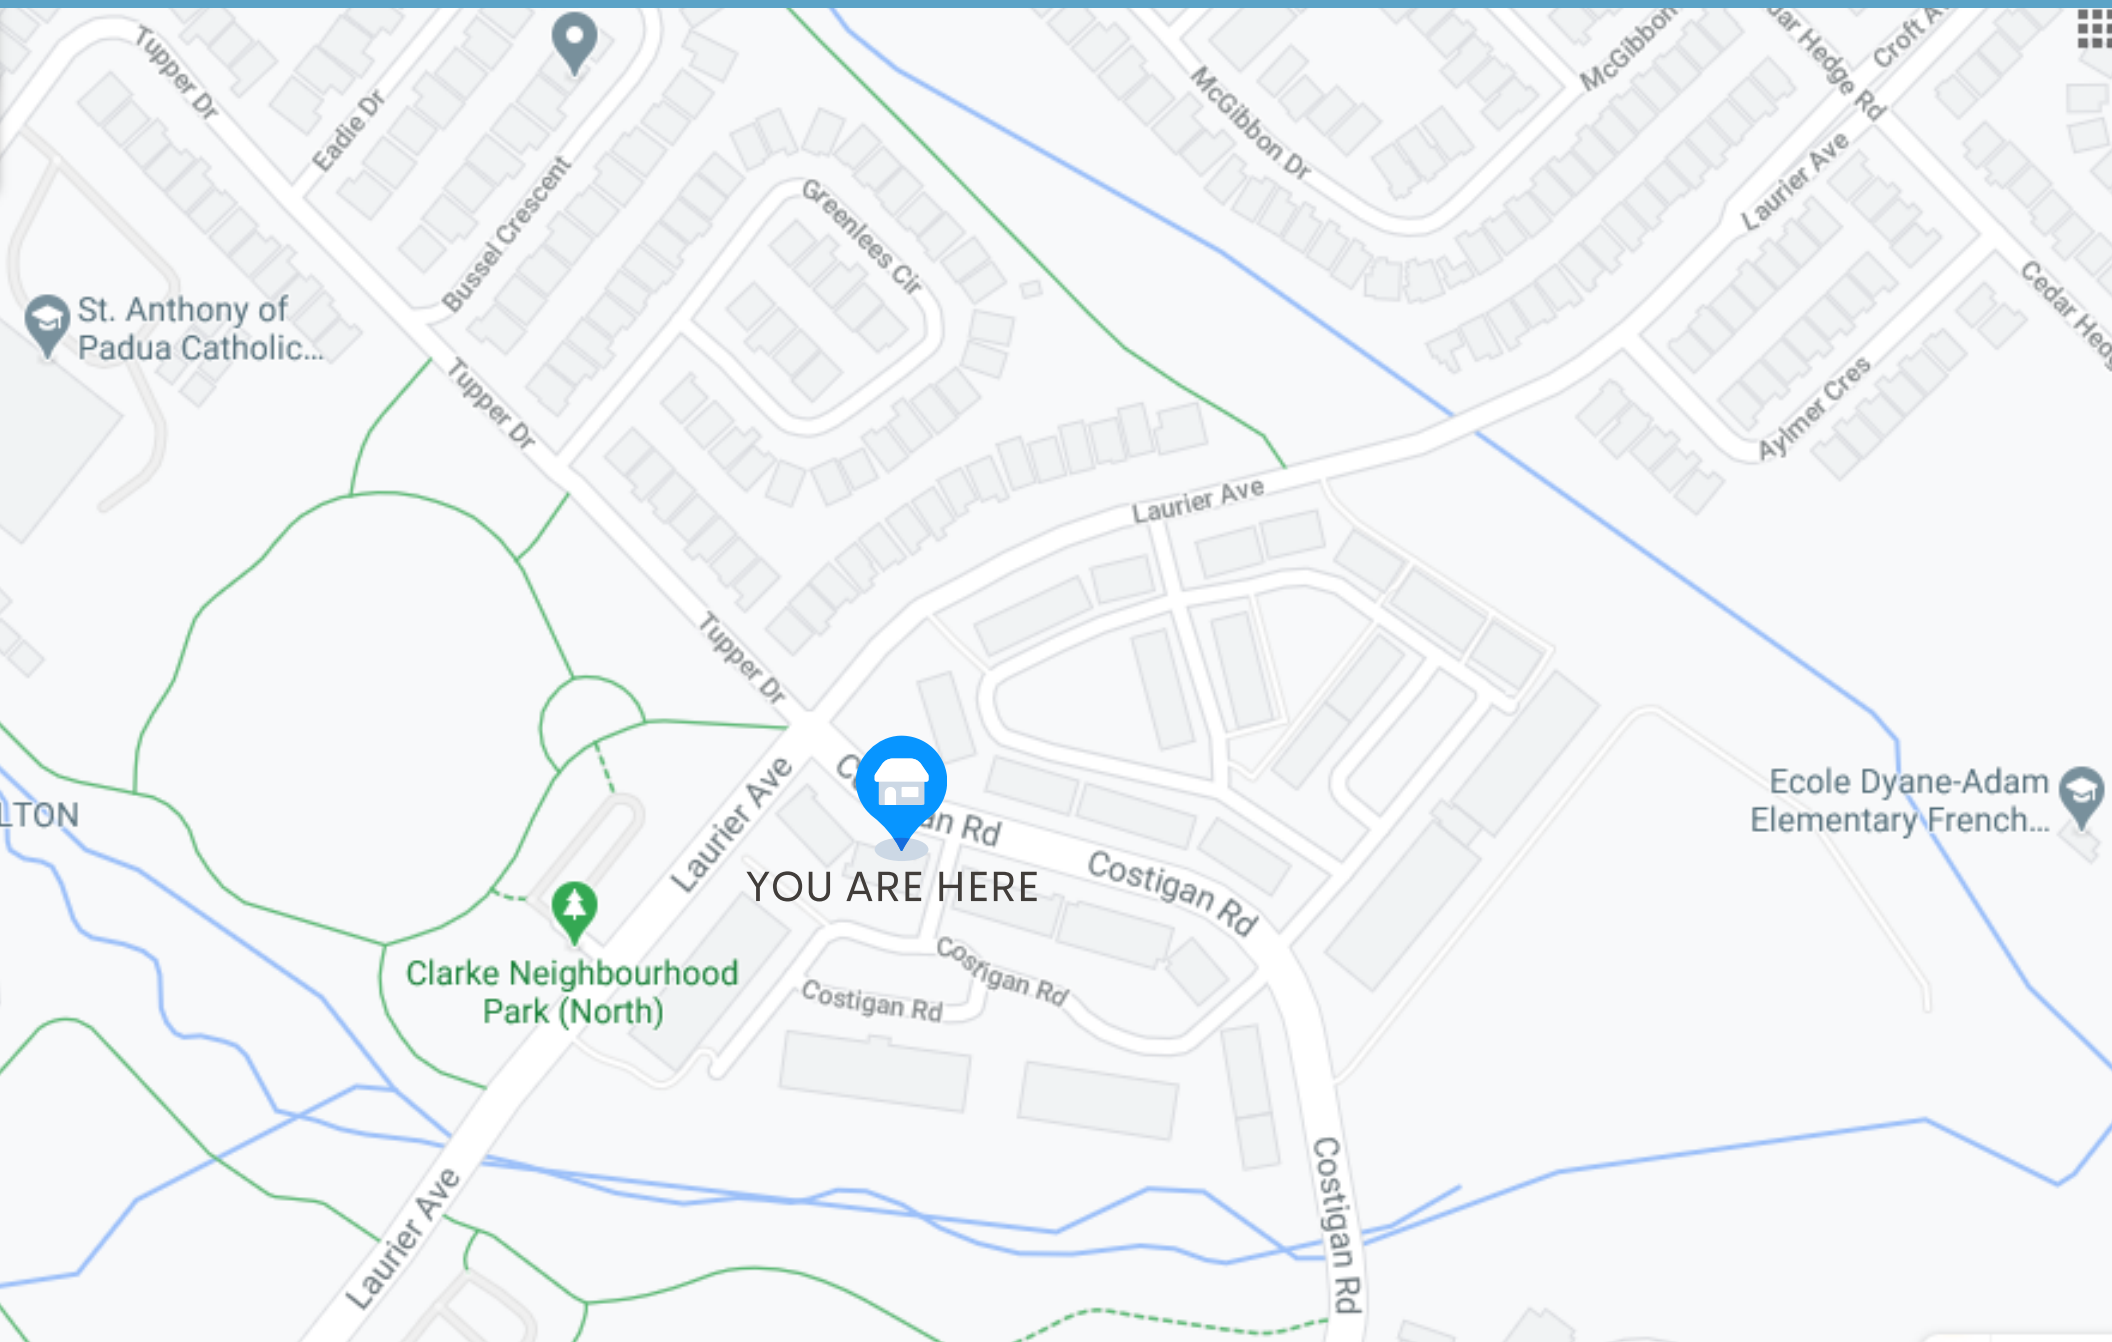 Tupper Dr
Eadie Dr
Bussel Crescent
Greenlees Cir
McGibbon Dr
McGibbon
Hedge Rd
Croft
Laurier Ave
Cedar
St. Anthony of
Padua Catholic...
Tupper Dr
Laurier Ave
Aylmer Cres
Tupper Dr
Laurier Ave
an Rd
YOU ARE HERE
Costigan Rd
Ecole Dyane-Adam
Elementary French...
LTON
Clarke Neighbourhood
Park (North)
Costigan Rd
Costigan Rd
Laurier Ave
Costigan Rd